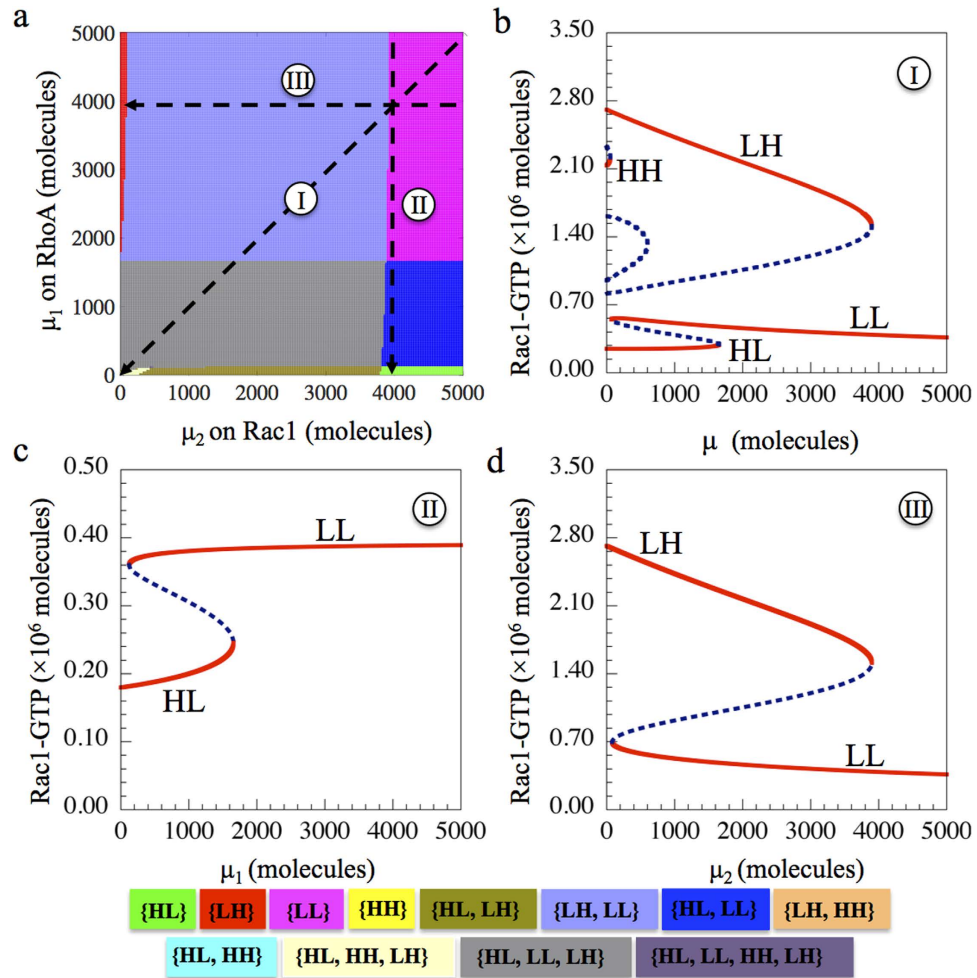 a
5000
4000
3000
2000
1000
0
μ₁ on RhoA (molecules)
III
I
II
0 1000 2000 3000 4000 5000
μ₂ on Rac1 (molecules)
b
3.50
2.80
2.10
1.40
0.70
0.00
Rac1-GTP (×10⁶ molecules)
I
LH
HH
LL
HL
0 1000 2000 3000 4000 5000
μ (molecules)
c
0.50
0.40
0.30
0.20
0.10
0.00
Rac1-GTP (×10⁶ molecules)
II
LL
HL
0 1000 2000 3000 4000 5000
μ₁ (molecules)
d
3.50
2.80
2.10
1.40
0.70
0.00
Rac1-GTP (×10⁶ molecules)
III
LH
LL
0 1000 2000 3000 4000 5000
μ₂ (molecules)
{HL} {LH} {LL} {HH} {HL, LH} {LH, LL} {HL, LL} {LH, HH}
{HL, HH} {HL, HH, LH} {HL, LL, LH} {HL, LL, HH, LH}